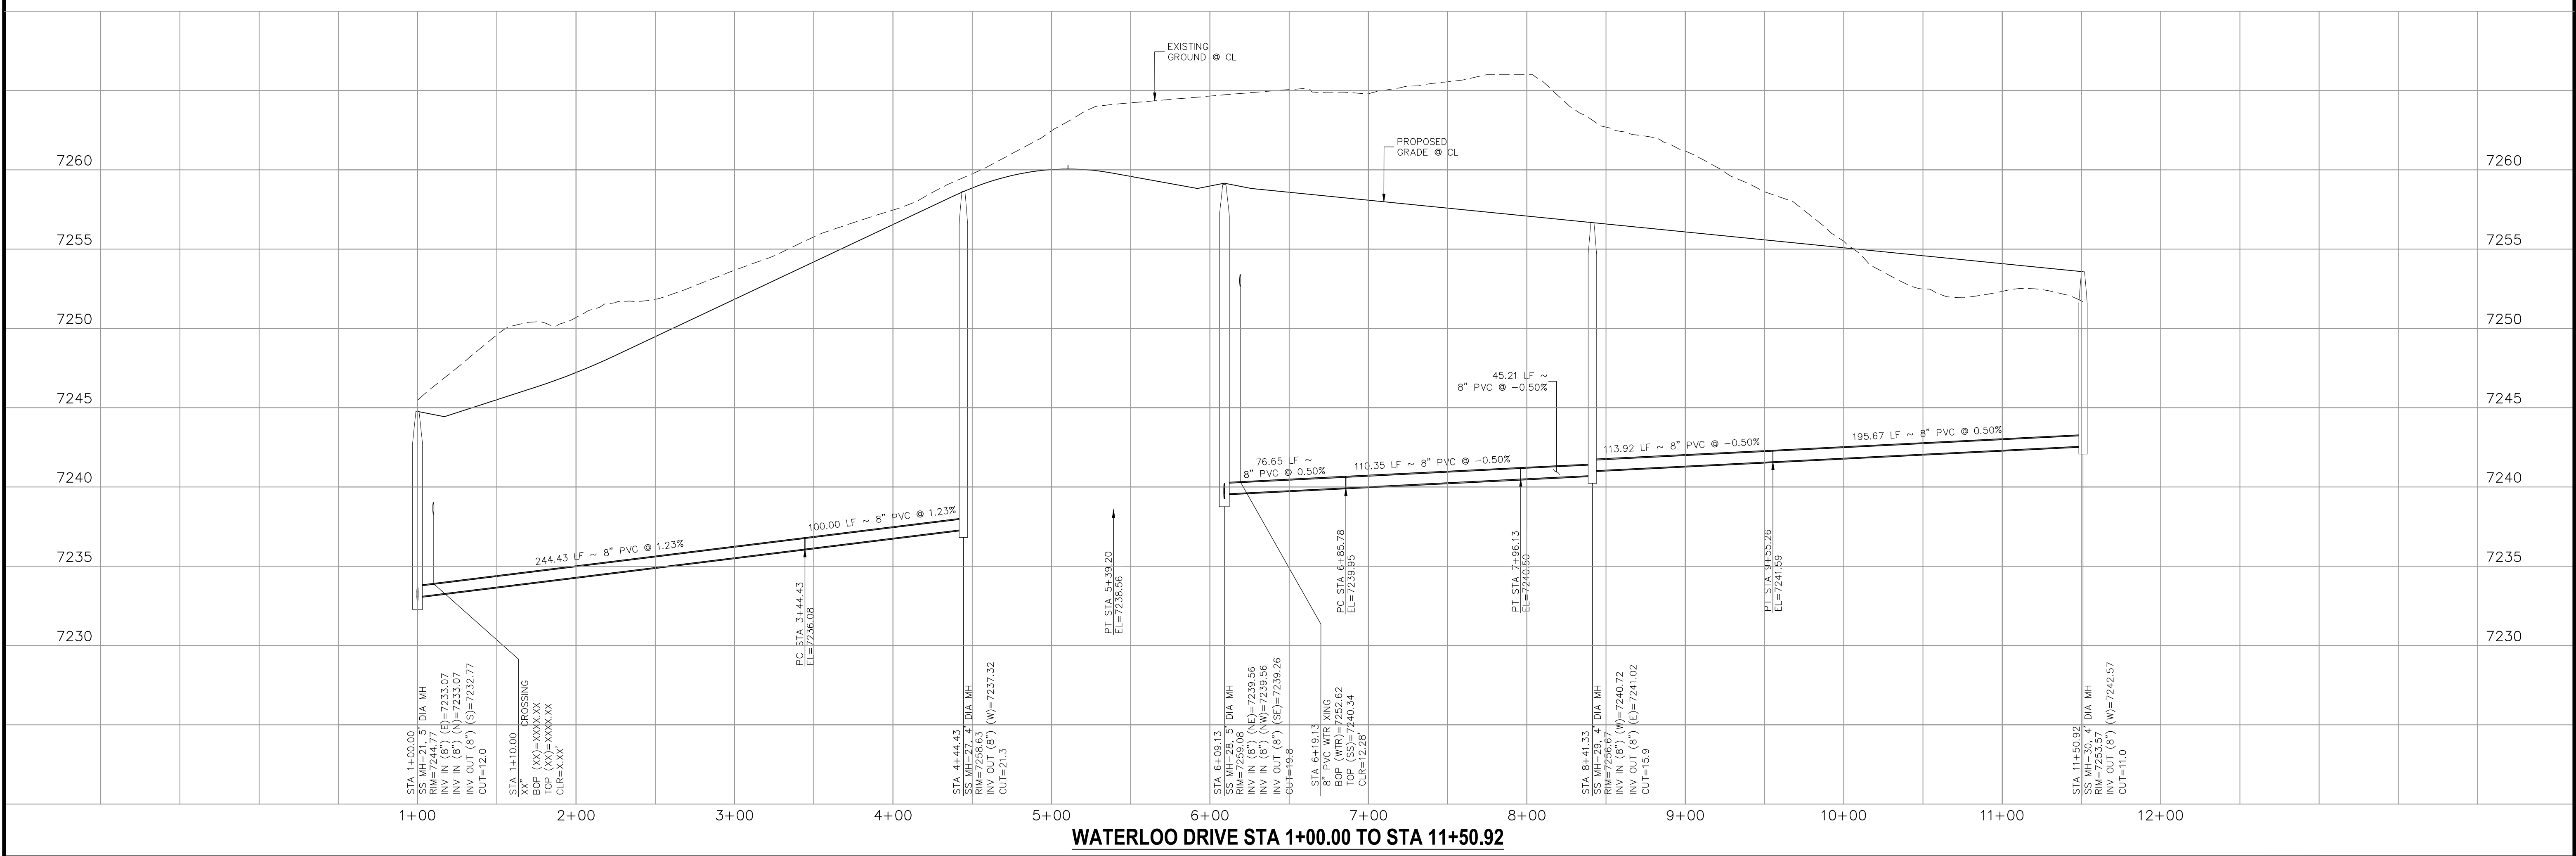 EXISTING
GROUND @ CL
PROPOSED
GRADE @ CL
7260
7260
7255
7255
7250
7250
7245
7245
7240
7240
7235
7235
7230
7230
45.21 LF ~
8" PVC @ -0.50%
244.43 LF ~ 8" PVC @ 1.23%
100.00 LF ~ 8" PVC @ 1.23%
76.65 LF ~
8" PVC @ 0.50%
110.35 LF ~ 8" PVC @ -0.50%
113.92 LF ~ 8" PVC @ -0.50%
195.67 LF ~ 8" PVC @ 0.50%
PC STA 3+44.43
EL=7236.08
PT STA 5+39.20
EL=7238.56
PC STA 6+85.78
EL=7239.95
PT STA 7+96.13
EL=7240.50
PT STA 9+55.26
EL=7241.59
STA 1+00.00
SS MH-21, 5' DIA MH
RIM=7244.77
INV IN (8") (E)=7233.07
INV IN (8") (N)=7233.07
INV OUT (8") (S)=7232.77
CUT=12.0
STA 1+10.00
XX" CROSSING
BOP (XX)=XXX.XX
TOP (XX)=XXX.XX
CLR=X.XX'
STA 4+44.43
SS MH-27, 4' DIA MH
RIM=7258.63
INV OUT (8") (W)=7237.32
CUT=21.3
STA 6+09.13
SS MH-28, 5' DIA MH
RIM=7259.08
INV IN (8") (NE)=7239.56
INV IN (8") (NW)=7239.56
INV OUT (8") (SE)=7239.26
CUT=19.8
STA 6+19.13
8" PVC WTR XING
BOP (WTR)=7252.62
TOP (SS)=7240.34
CLR=12.28'
STA 8+41.33
SS MH-29, 4' DIA MH
RIM=7256.67
INV IN (8") (W)=7240.72
INV OUT (8") (E)=7241.02
CUT=15.9
STA 11+50.92
SS MH-30, 4' DIA MH
RIM=7253.57
INV OUT (8") (W)=7242.57
CUT=11.0
1+00 2+00 3+00 4+00 5+00 6+00 7+00 8+00 9+00 10+00 11+00 12+00
WATERLOO DRIVE STA 1+00.00 TO STA 11+50.92